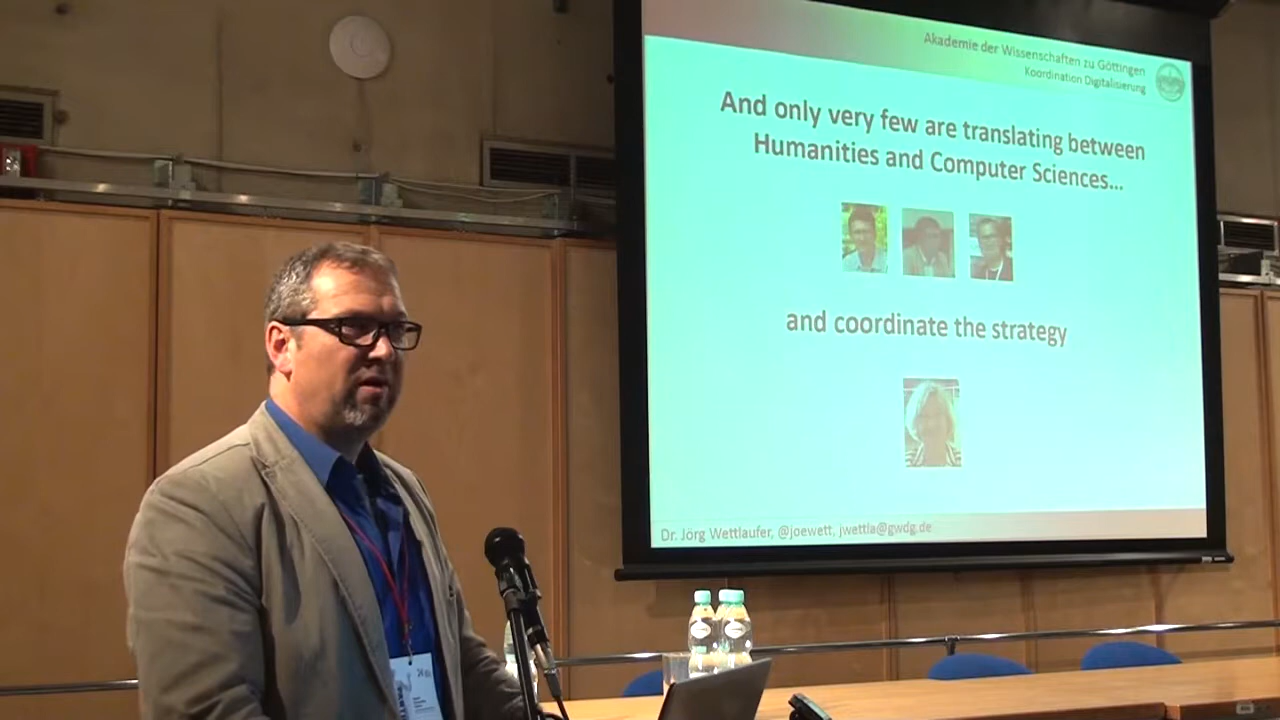 Akademie der Wissenschaften zu Göttingen
Koordination Digitalisierung
And only very few are translating between
Humanities and Computer Sciences...
and coordinate the strategy
Dr. Jörg Wettlaufer, @joewett, jwettla@gwdg.de